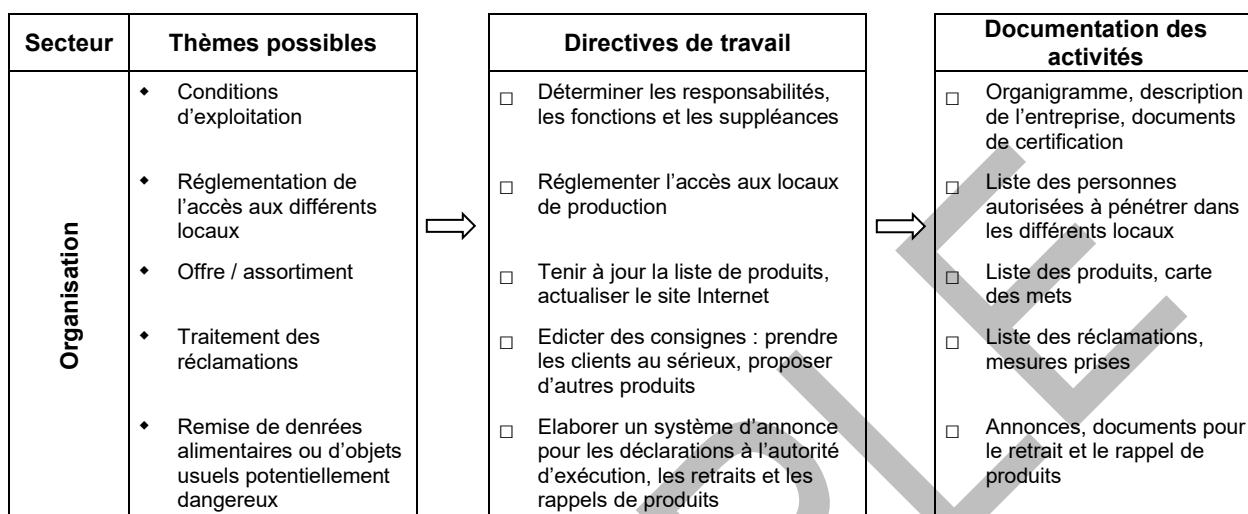 Secteur
Thèmes possibles
Directives de travail
Documentation des
activités
Organisation
Conditions
d'exploitation
Déterminer les responsabilités,
les fonctions et les suppléances
Organigramme, description
de l'entreprise, documents
de certification
Réglementation de
l'accès aux différents
locaux
Réglementer l'accès aux locaux
de production
Liste des personnes
autorisées à pénétrer dans
les différents locaux
Offre / assortiment
Tenir à jour la liste de produits,
actualiser le site Internet
Liste des produits, carte
des mets
Traitement des
réclamations
Edicter des consignes : prendre
les clients au sérieux, proposer
d'autres produits
Liste des réclamations,
mesures prises
Remise de denrées
alimentaires ou d'objets
usuels potentiellement
dangereux
Elaborer un système d'annonce
pour les déclarations à l'autorité
d'exécution, les retraits et les
rappels de produits
Annonces, documents pour
le retrait et le rappel de
produits